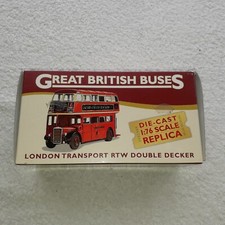 GREAT BRITISH BUSES
DIE-CAST
1:76 SCALE
REPLICA
LONDON TRANSPORT RTW DOUBLE DECKER